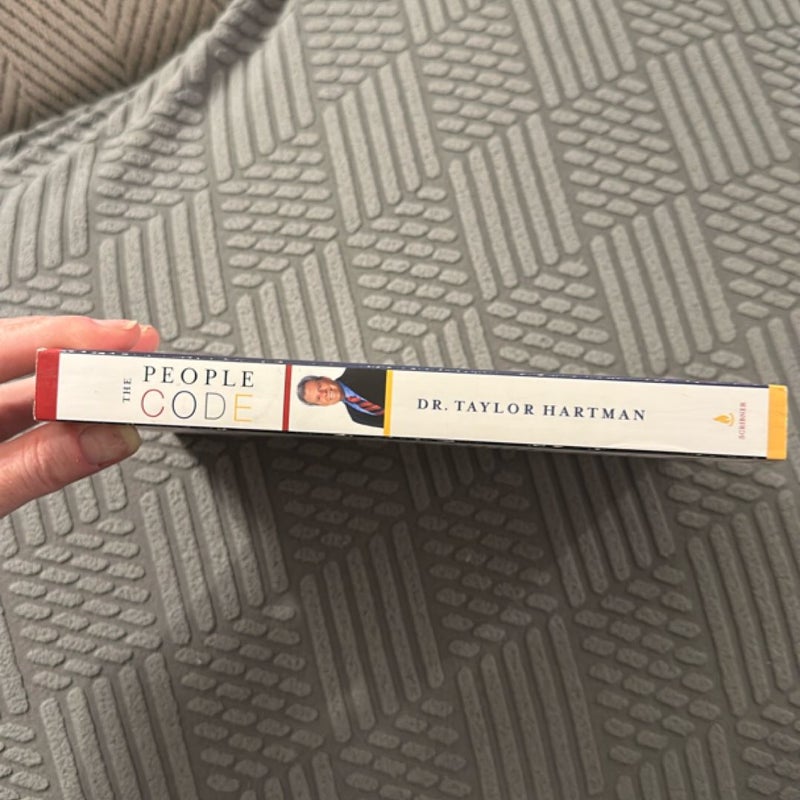 THE
PEOPLE
CODE
DR. TAYLOR HARTMAN
SCRIBNER